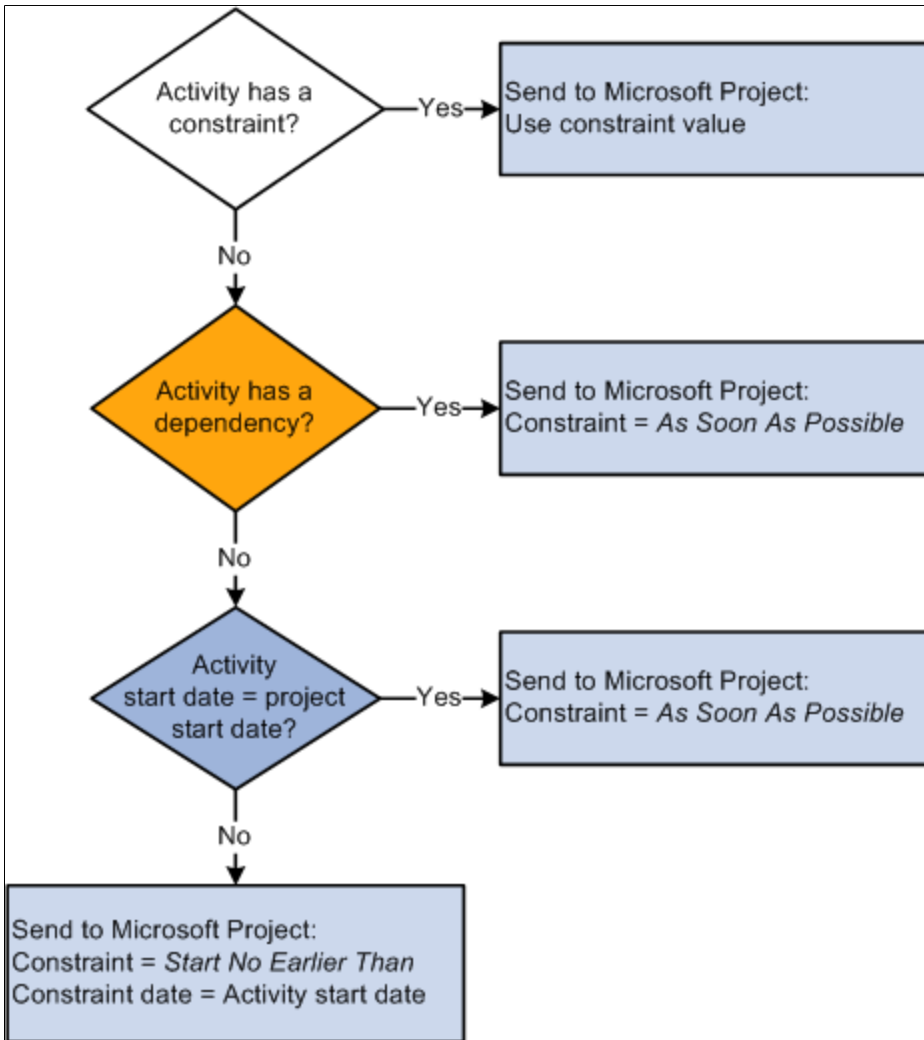 Activity has a
constraint?
Yes
Send to Microsoft Project:
Use constraint value
No
Activity has a
dependency?
Yes
Send to Microsoft Project:
Constraint = As Soon As Possible
No
Activity
start date = project
start date?
Yes
Send to Microsoft Project:
Constraint = As Soon As Possible
No
Send to Microsoft Project:
Constraint = Start No Earlier Than
Constraint date = Activity start date